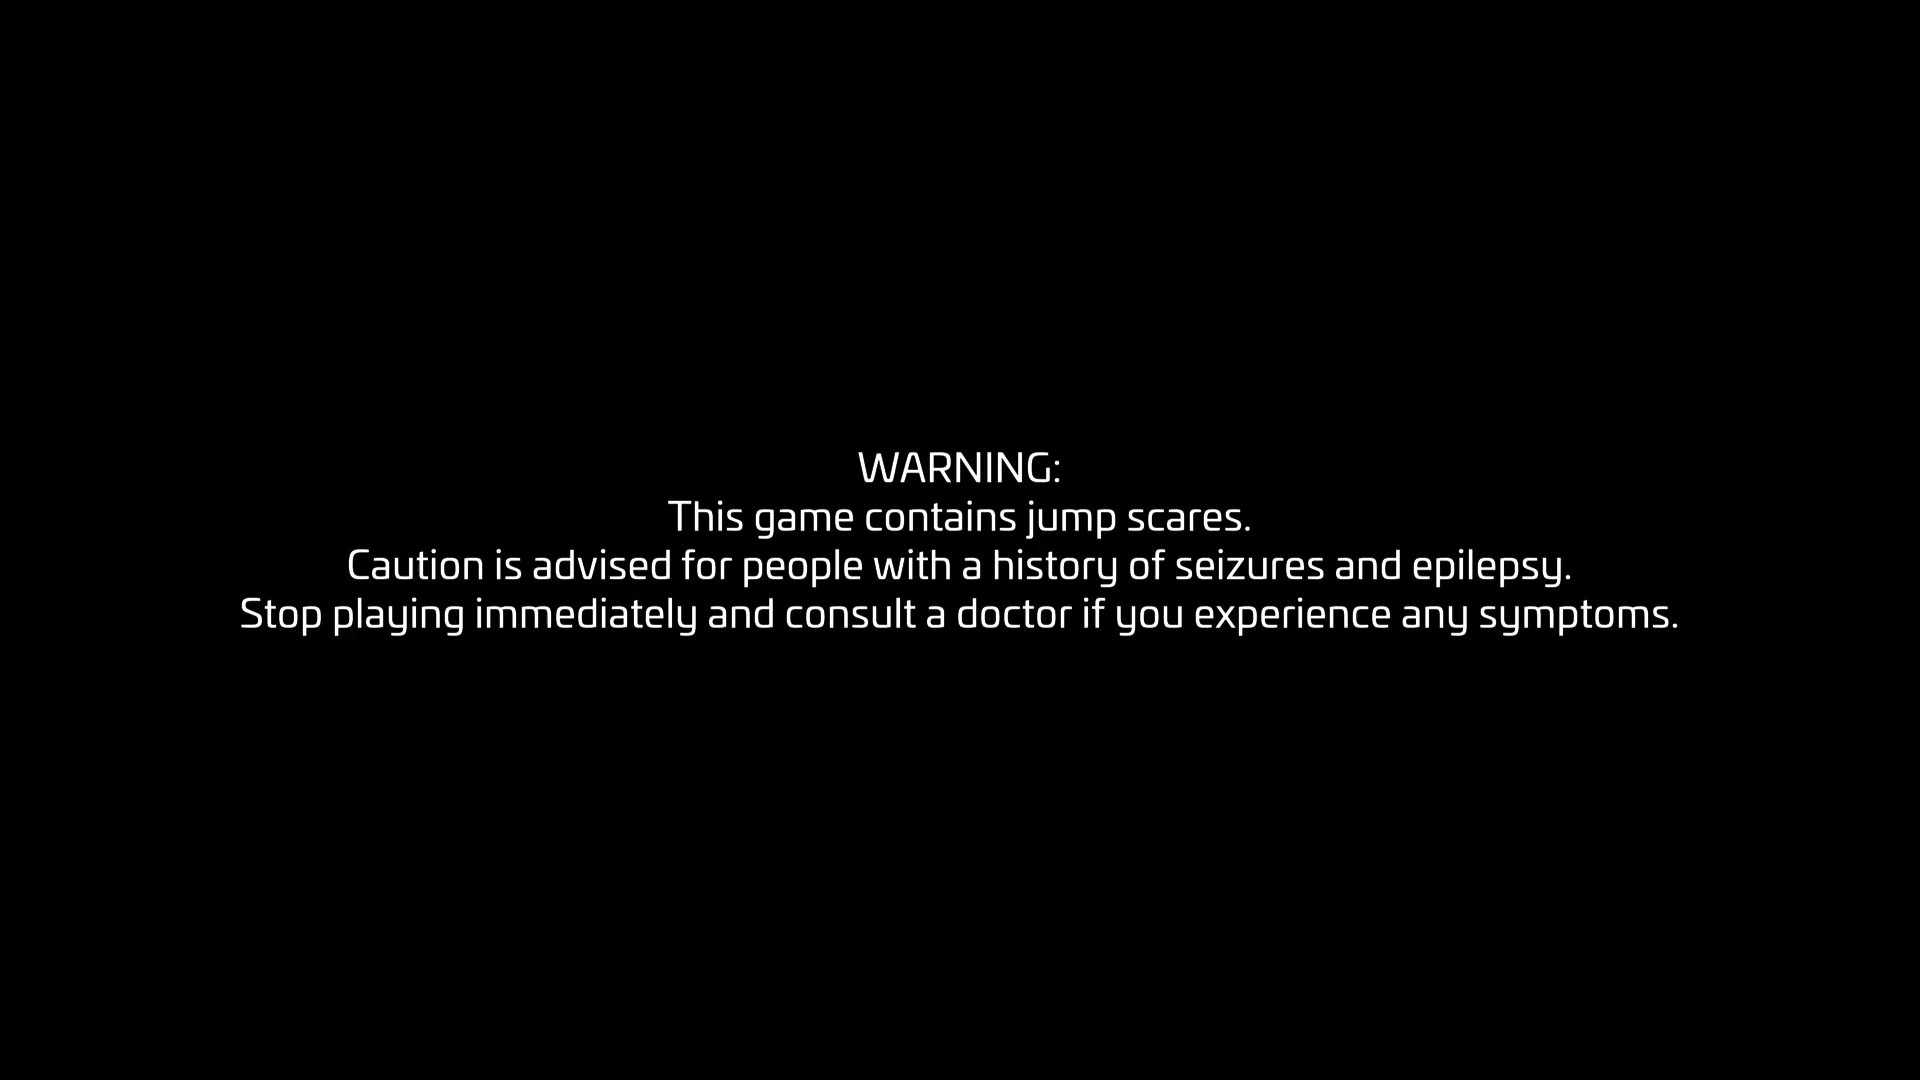 WARNING:
This game contains jump scares.
Caution is advised for people with a history of seizures and epilepsy.
Stop playing immediately and consult a doctor if you experience any symptoms.